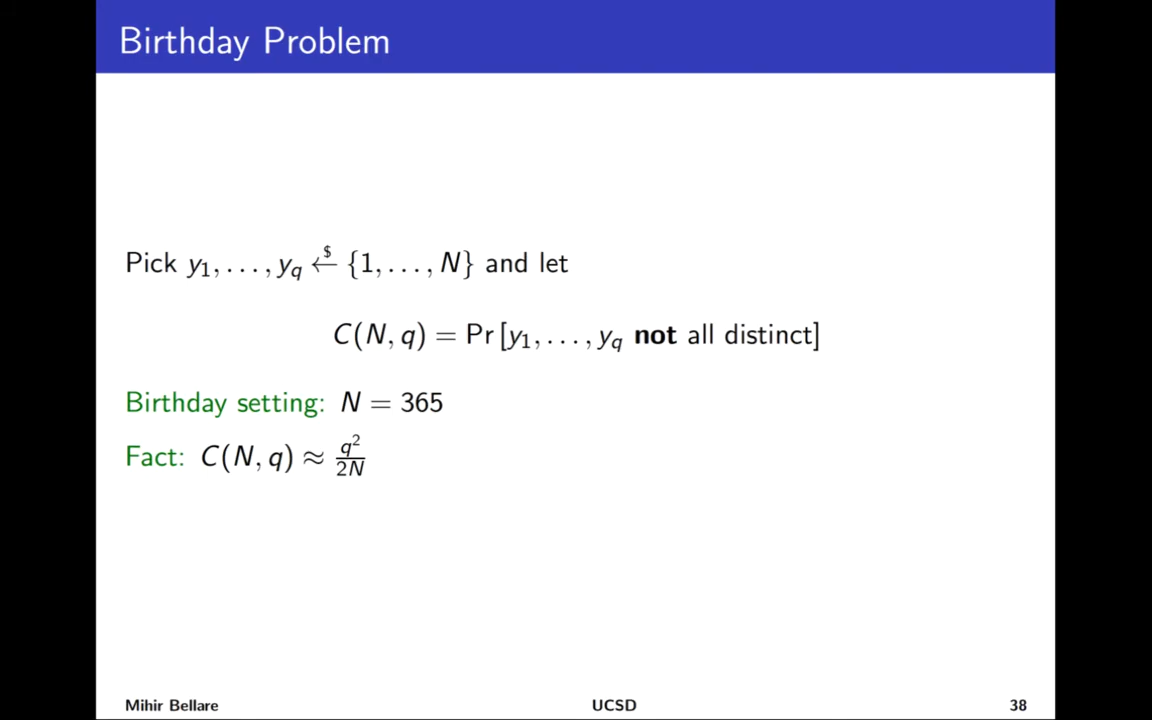 Birthday Problem
Pick y₁, . . . , y_q ←$ {1, . . . , N} and let
C(N, q) = Pr [y₁, . . . , y_q not all distinct]
Birthday setting: N = 365
Fact: C(N, q) ≈ q²/2N
Mihir Bellare UCSD 38